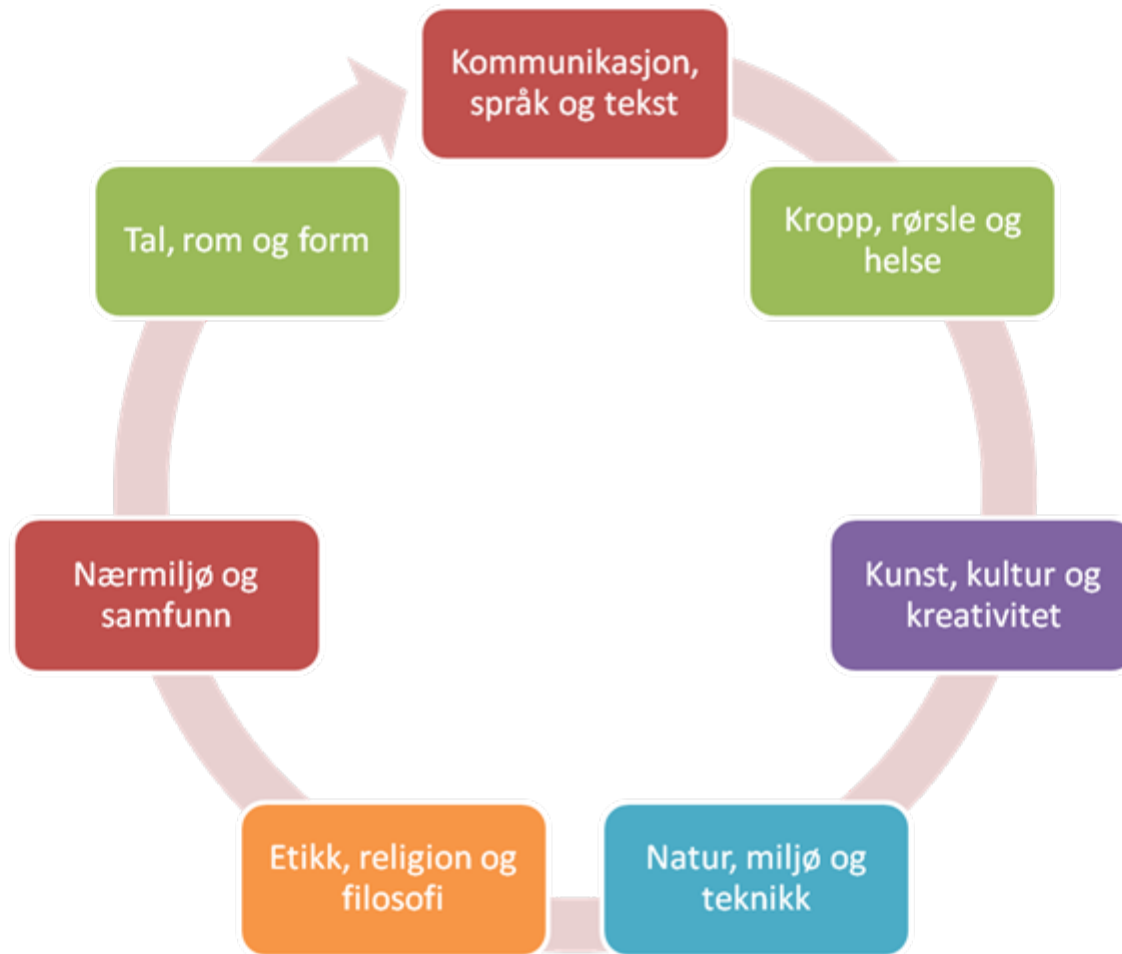 Kommunikasjon,
språk og tekst
Kropp, rørsle og
helse
Kunst, kultur og
kreativitet
Natur, miljø og
teknikk
Etikk, religion og
filosofi
Nærmiljø og
samfunn
Tal, rom og form